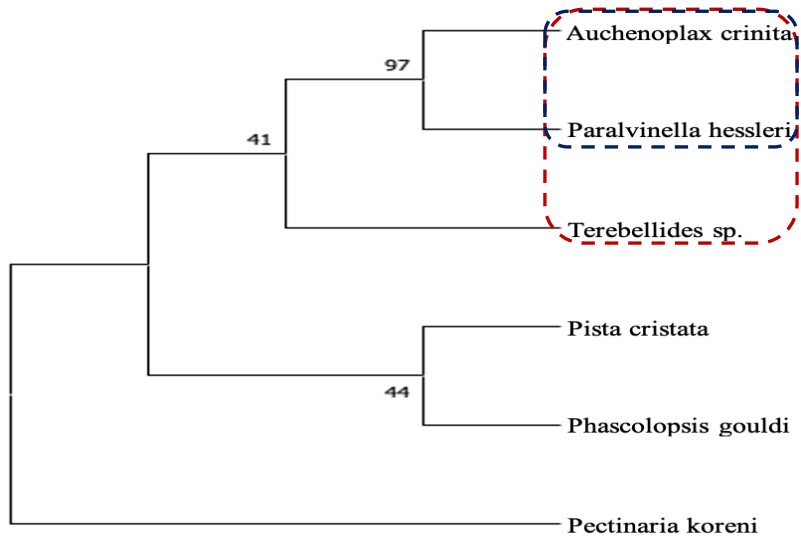 Auchenoplax crinita
97
Paralvinella hessleri
41
Terebellides sp.
Pista cristata
44
Phascolopsis gouldi
Pectinaria koreni